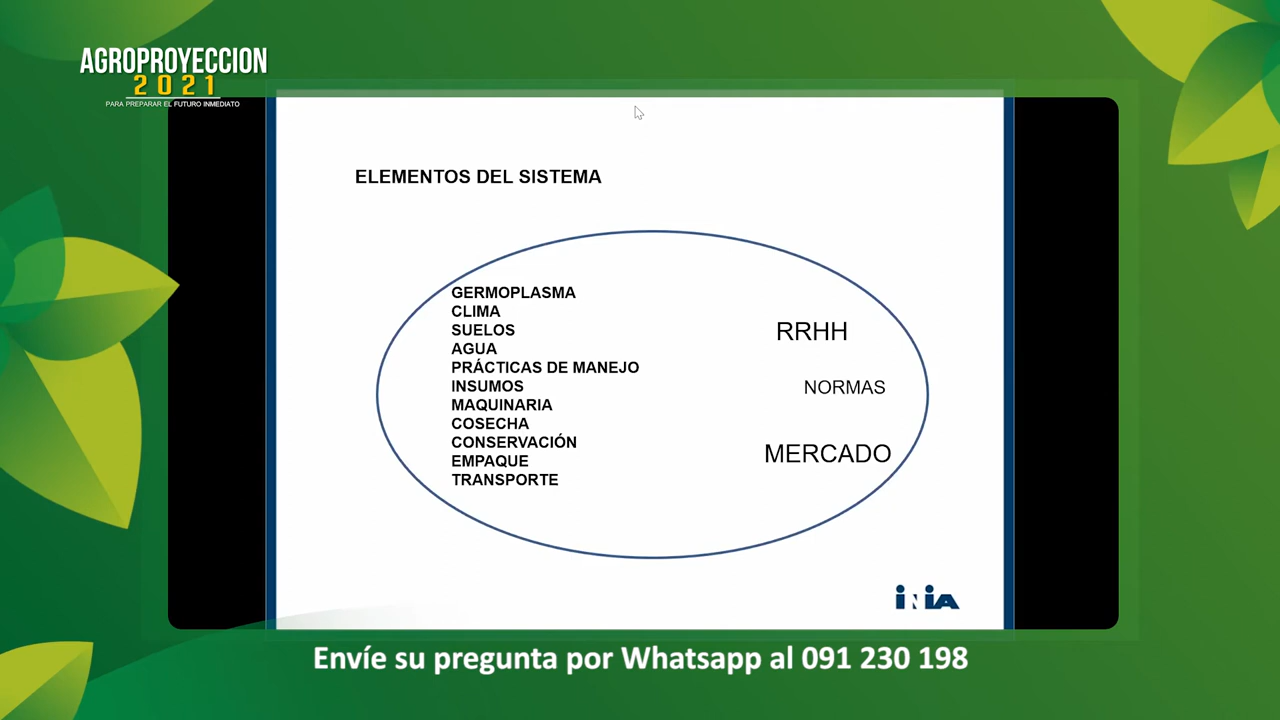 AGROPROYECCION
2021
PARA PREPARAR EL FUTURO INMEDIATO
ELEMENTOS DEL SISTEMA
GERMOPLASMA
CLIMA
SUELOS
AGUA
PRÁCTICAS DE MANEJO
INSUMOS
MAQUINARIA
COSECHA
CONSERVACIÓN
EMPAQUE
TRANSPORTE
RRHH
NORMAS
MERCADO
iNiA
Envíe su pregunta por Whatsapp al 091 230 198